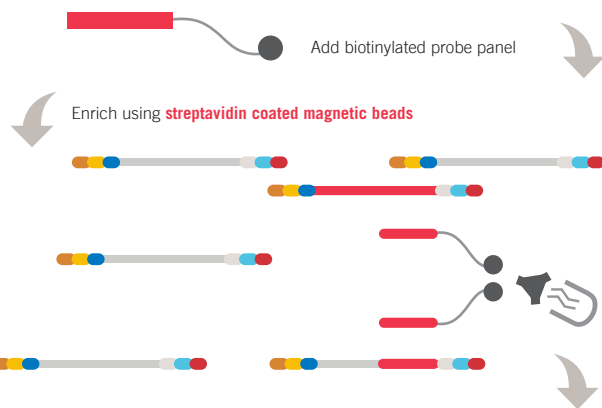 Add biotinylated probe panel
Enrich using streptavidin coated magnetic beads